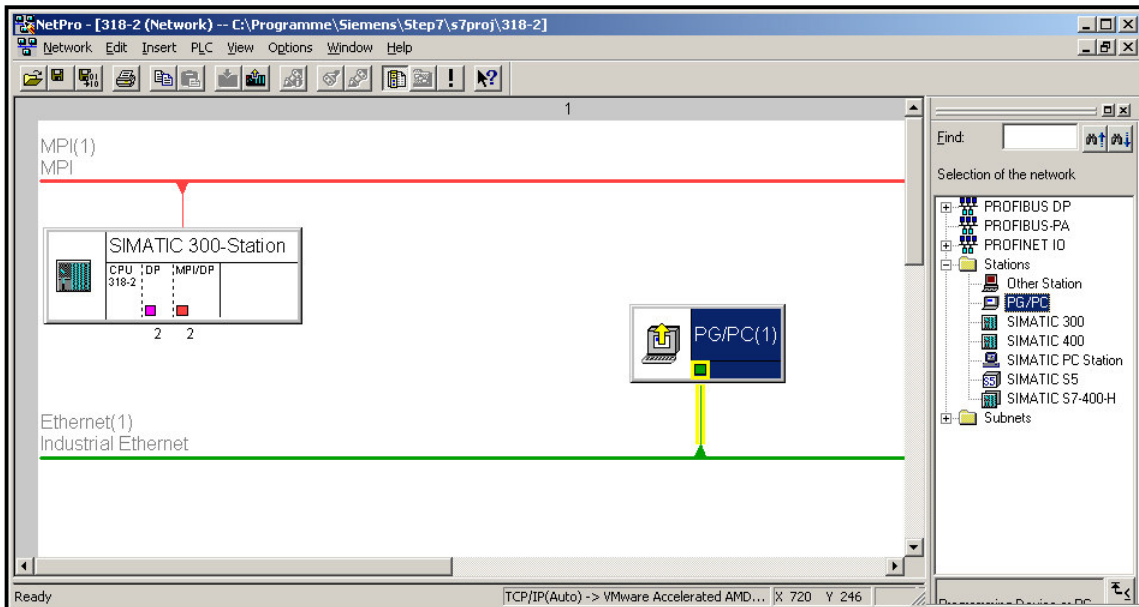 NetPro - [318-2 (Network) -- C:\Programme\Siemens\Step7\s7proj\318-2]
Network Edit Insert PLC View Options Window Help
1
MPI(1)
MPI
SIMATIC 300-Station
CPU DP MPI/DP
318-2
2 2
PG/PC(1)
Ethernet(1)
Industrial Ethernet
Find:
Selection of the network
PROFIBUS DP
PROFIBUS-PA
PROFINET IO
Stations
Other Station
PG/PC
SIMATIC 300
SIMATIC 400
SIMATIC PC Station
S5 SIMATIC S5
SIMATIC S7-400-H
Subnets
Ready
TCP/IP(Auto) -> VMware Accelerated AMD... X 720 Y 246